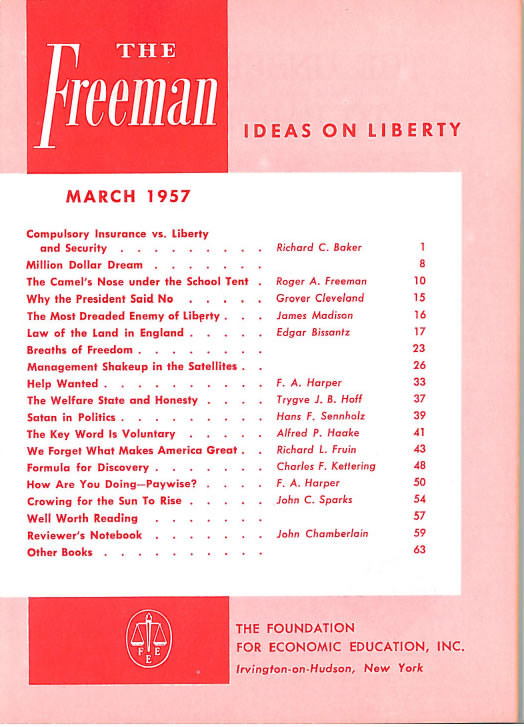 THE
Freeman
IDEAS ON LIBERTY
MARCH 1957
Compulsory Insurance vs. Liberty
and Security . . . . . . . . . Richard C. Baker 1
Million Dollar Dream . . . . . . . 8
The Camel's Nose under the School Tent . Roger A. Freeman 10
Why the President Said No . . . . . Grover Cleveland 15
The Most Dreaded Enemy of Liberty . . . James Madison 16
Law of the Land in England . . . . . Edgar Bissantz 17
Breaths of Freedom . . . . . . . . 23
Management Shakeup in the Satellites . . 26
Help Wanted . . . . . . . . . . F. A. Harper 33
The Welfare State and Honesty . . . . Trygve J. B. Hoff 37
Satan in Politics . . . . . . . . . Hans F. Sennholz 39
The Key Word Is Voluntary . . . . . Alfred P. Haake 41
We Forget What Makes America Great . . Richard L. Fruin 43
Formula for Discovery . . . . . . . Charles F. Kettering 48
How Are You Doing—Paywise? . . . . F. A. Harper 50
Crowing for the Sun To Rise . . . . . John C. Sparks 54
Well Worth Reading . . . . . . . 57
Reviewer's Notebook . . . . . . . John Chamberlain 59
Other Books . . . . . . . . . . 63
F E E
THE FOUNDATION
FOR ECONOMIC EDUCATION, INC.
Irvington-on-Hudson, New York